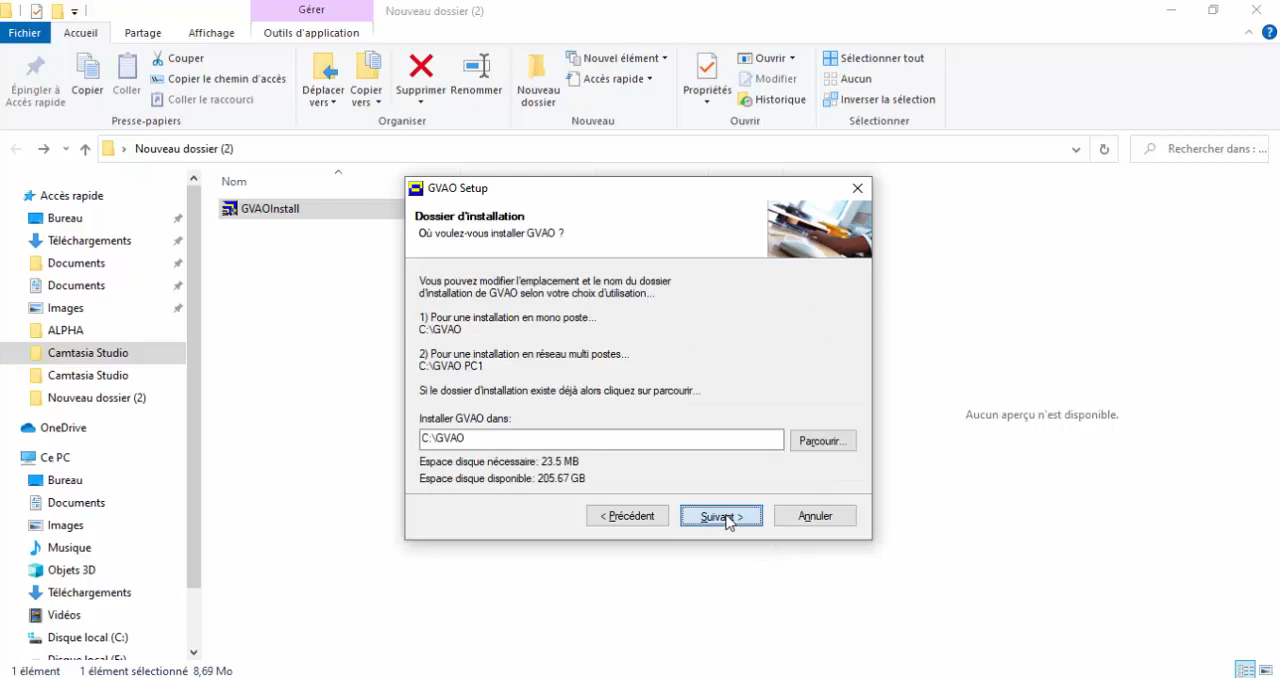 Gérer
Nouveau dossier (2)
Fichier
Accueil
Partage
Affichage
Outils d'application
Épingler à
Accès rapide
Copier
Coller
Couper
Copier le chemin d'accès
Coller le raccourci
Presse-papiers
Déplacer
vers
Copier
vers
Supprimer
Renommer
Organiser
Nouveau
dossier
Nouvel élément
Accès rapide
Nouveau
Propriétés
Ouvrir
Modifier
Historique
Ouvrir
Sélectionner tout
Aucun
Inverser la sélection
Sélectionner
Nouveau dossier (2)
Rechercher dans : ...
Accès rapide
Bureau
Téléchargements
Documents
Documents
Images
ALPHA
Camtasia Studio
Camtasia Studio
Nouveau dossier (2)
OneDrive
Ce PC
Bureau
Documents
Images
Musique
Objets 3D
Téléchargements
Vidéos
Disque local (C:)
Disque local (E:)
Nom
GVAOInstall
GVAO Setup
Dossier d'installation
Où voulez-vous installer GVAO ?
Vous pouvez modifier l'emplacement et le nom du dossier
d'installation de GVAO selon votre choix d'utilisation...
1) Pour une installation en mono poste...
C:\GVAO
2) Pour une installation en réseau multi postes...
C:\GVAO PC1
Si le dossier d'installation existe déjà alors cliquez sur parcourir...
Installer GVAO dans:
C:\GVAO
Parcourir...
Espace disque nécessaire: 23.5 MB
Espace disque disponible: 205.67 GB
< Précédent
Suivant >
Annuler
Aucun aperçu n'est disponible.
1 élément
1 élément sélectionné 8,69 Mo